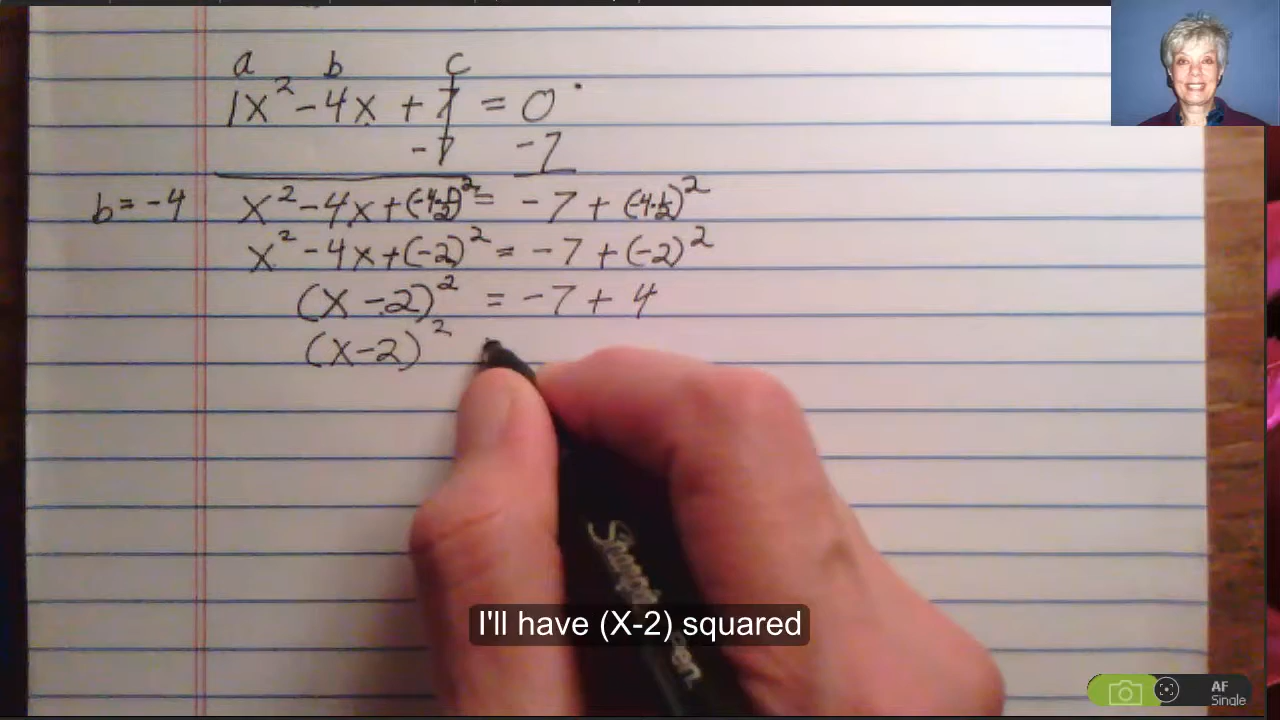 a b c
1x² - 4x + 7 = 0
-7 -7
b = -4 x² - 4x + (-4·½)² = -7 + (-4·½)²
x² - 4x + (-2)² = -7 + (-2)²
(x - 2)² = -7 + 4
(x - 2)²
I'll have (X-2) squared
AF
Single